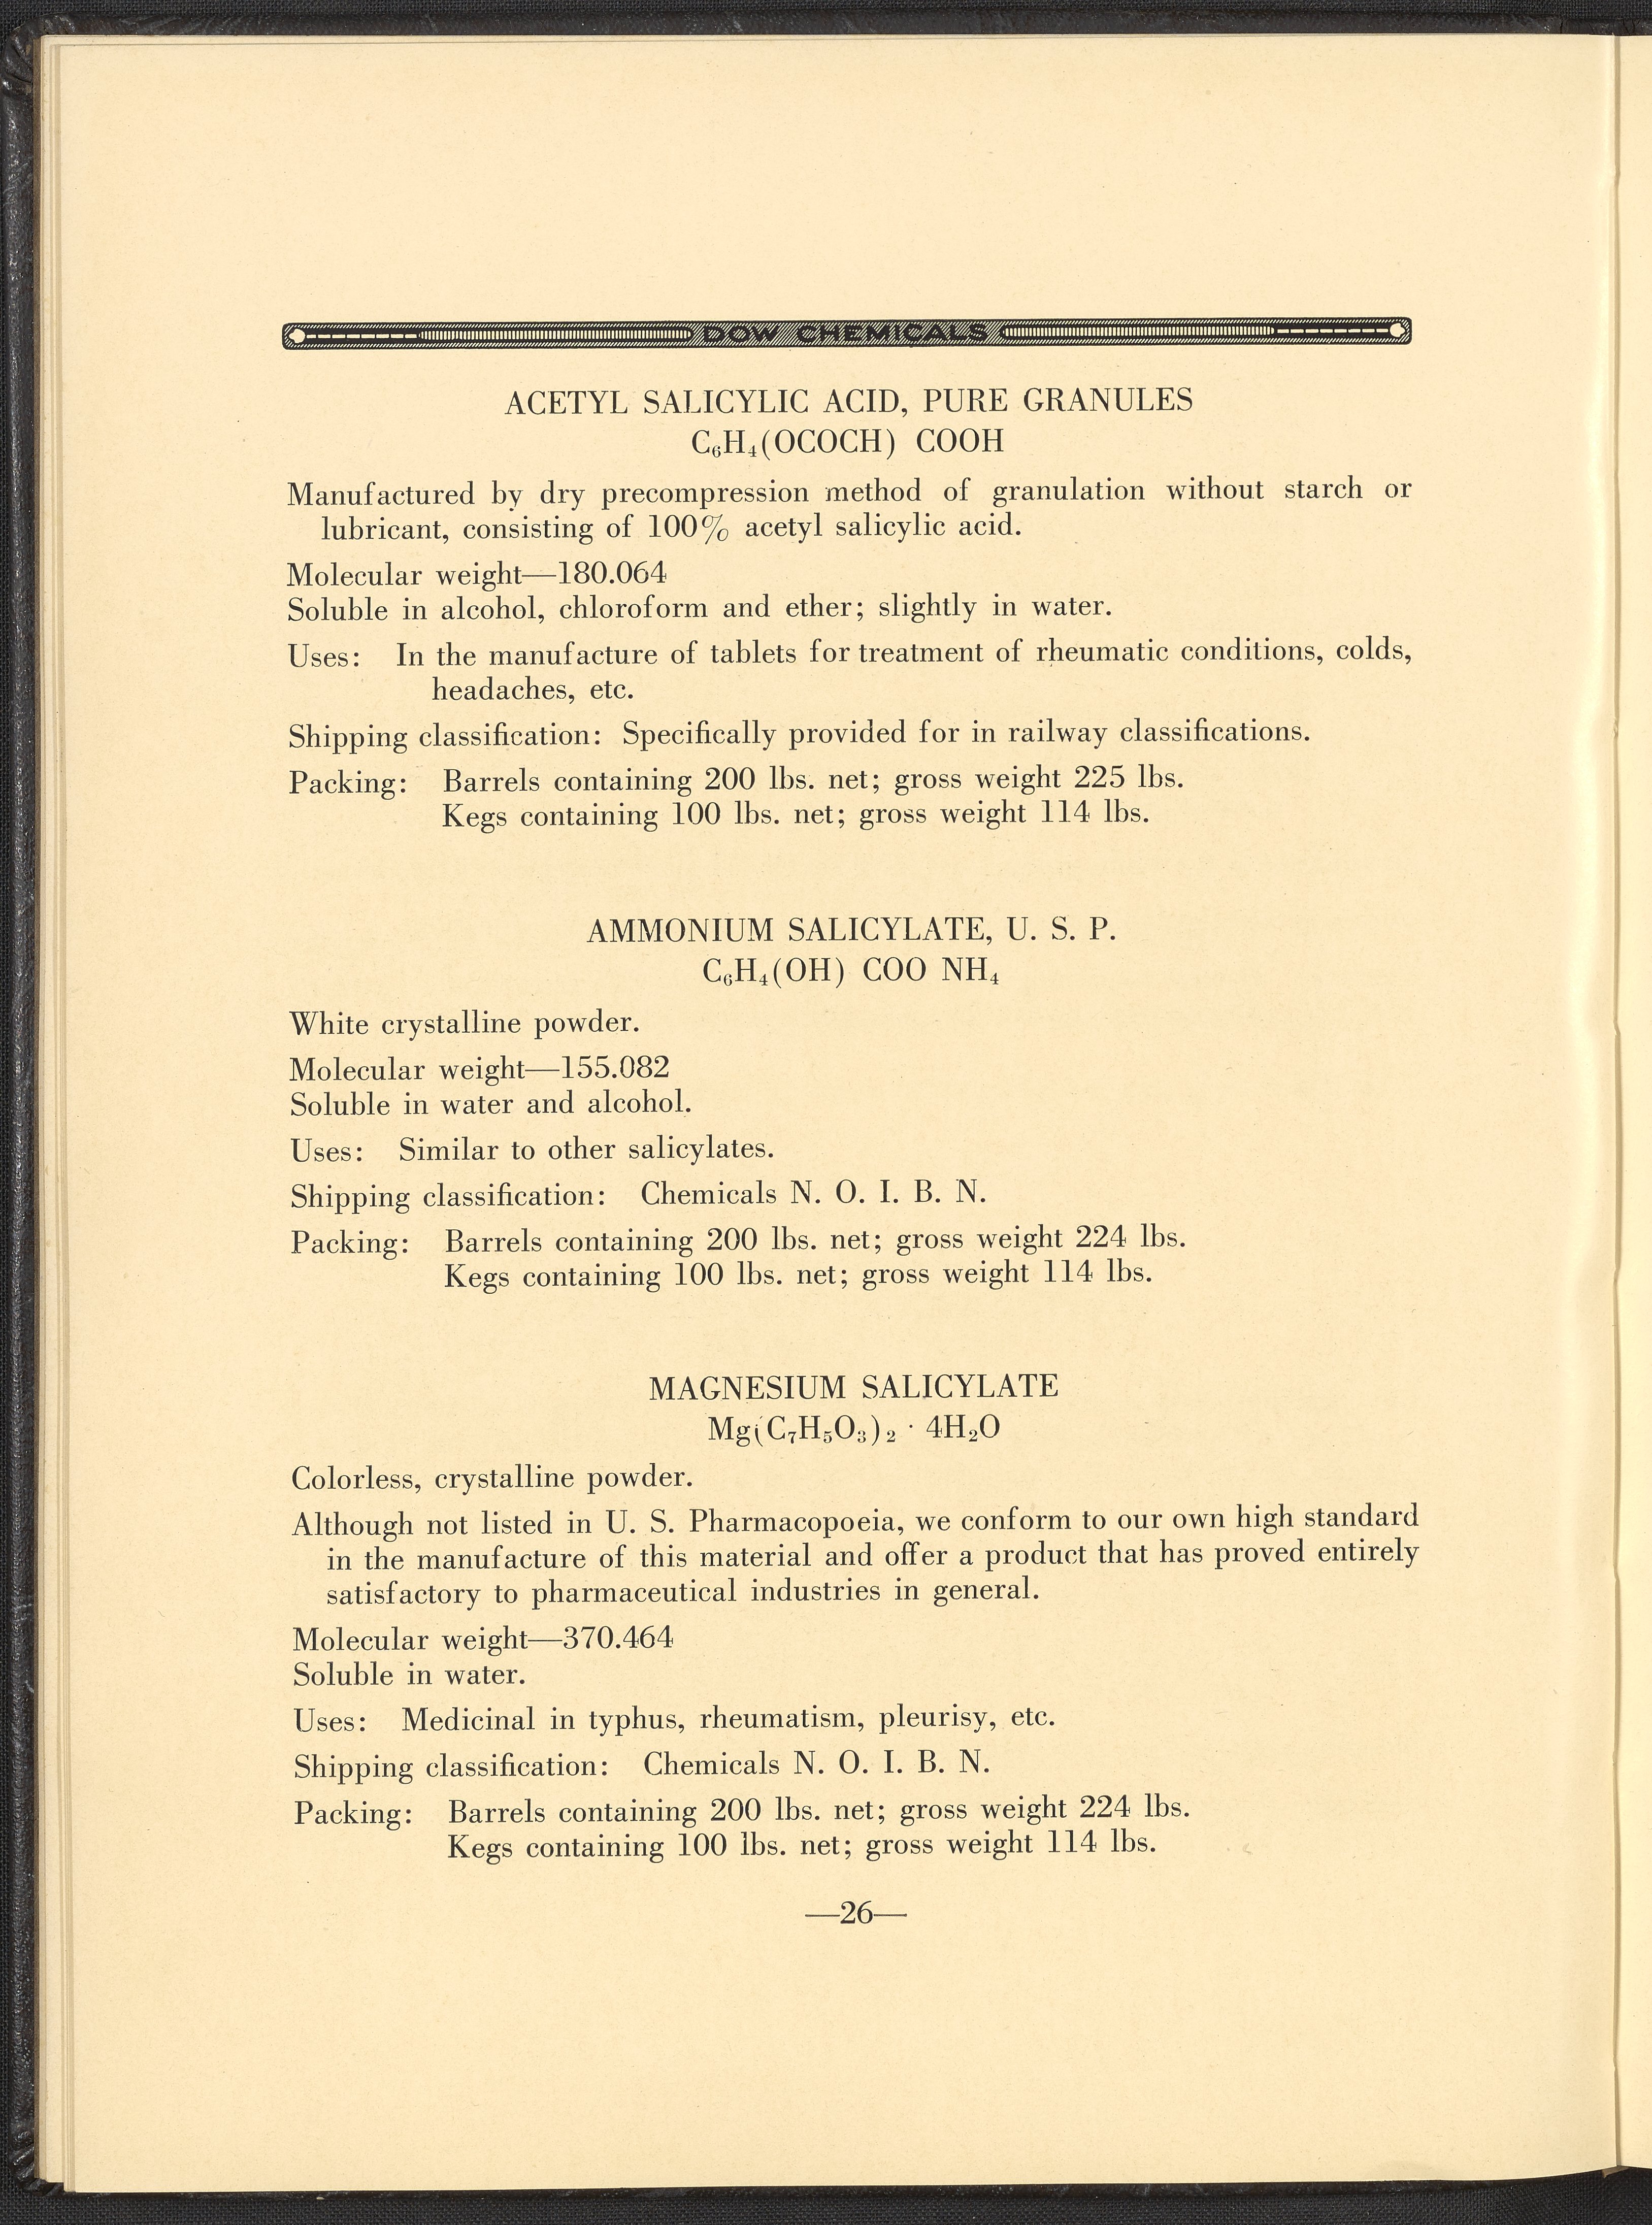 DOW CHEMICALS
ACETYL SALICYLIC ACID, PURE GRANULES
C₆H₄(OCOCH) COOH
Manufactured by dry precompression method of granulation without starch or
lubricant, consisting of 100% acetyl salicylic acid.
Molecular weight—180.064
Soluble in alcohol, chloroform and ether; slightly in water.
Uses: In the manufacture of tablets for treatment of rheumatic conditions, colds,
headaches, etc.
Shipping classification: Specifically provided for in railway classifications.
Packing: Barrels containing 200 lbs. net; gross weight 225 lbs.
Kegs containing 100 lbs. net; gross weight 114 lbs.
AMMONIUM SALICYLATE, U. S. P.
C₆H₄(OH) COO NH₄
White crystalline powder.
Molecular weight—155.082
Soluble in water and alcohol.
Uses: Similar to other salicylates.
Shipping classification: Chemicals N. O. I. B. N.
Packing: Barrels containing 200 lbs. net; gross weight 224 lbs.
Kegs containing 100 lbs. net; gross weight 114 lbs.
MAGNESIUM SALICYLATE
Mg(C₇H₅O₃)₂ · 4H₂O
Colorless, crystalline powder.
Although not listed in U. S. Pharmacopoeia, we conform to our own high standard
in the manufacture of this material and offer a product that has proved entirely
satisfactory to pharmaceutical industries in general.
Molecular weight—370.464
Soluble in water.
Uses: Medicinal in typhus, rheumatism, pleurisy, etc.
Shipping classification: Chemicals N. O. I. B. N.
Packing: Barrels containing 200 lbs. net; gross weight 224 lbs.
Kegs containing 100 lbs. net; gross weight 114 lbs.
—26—